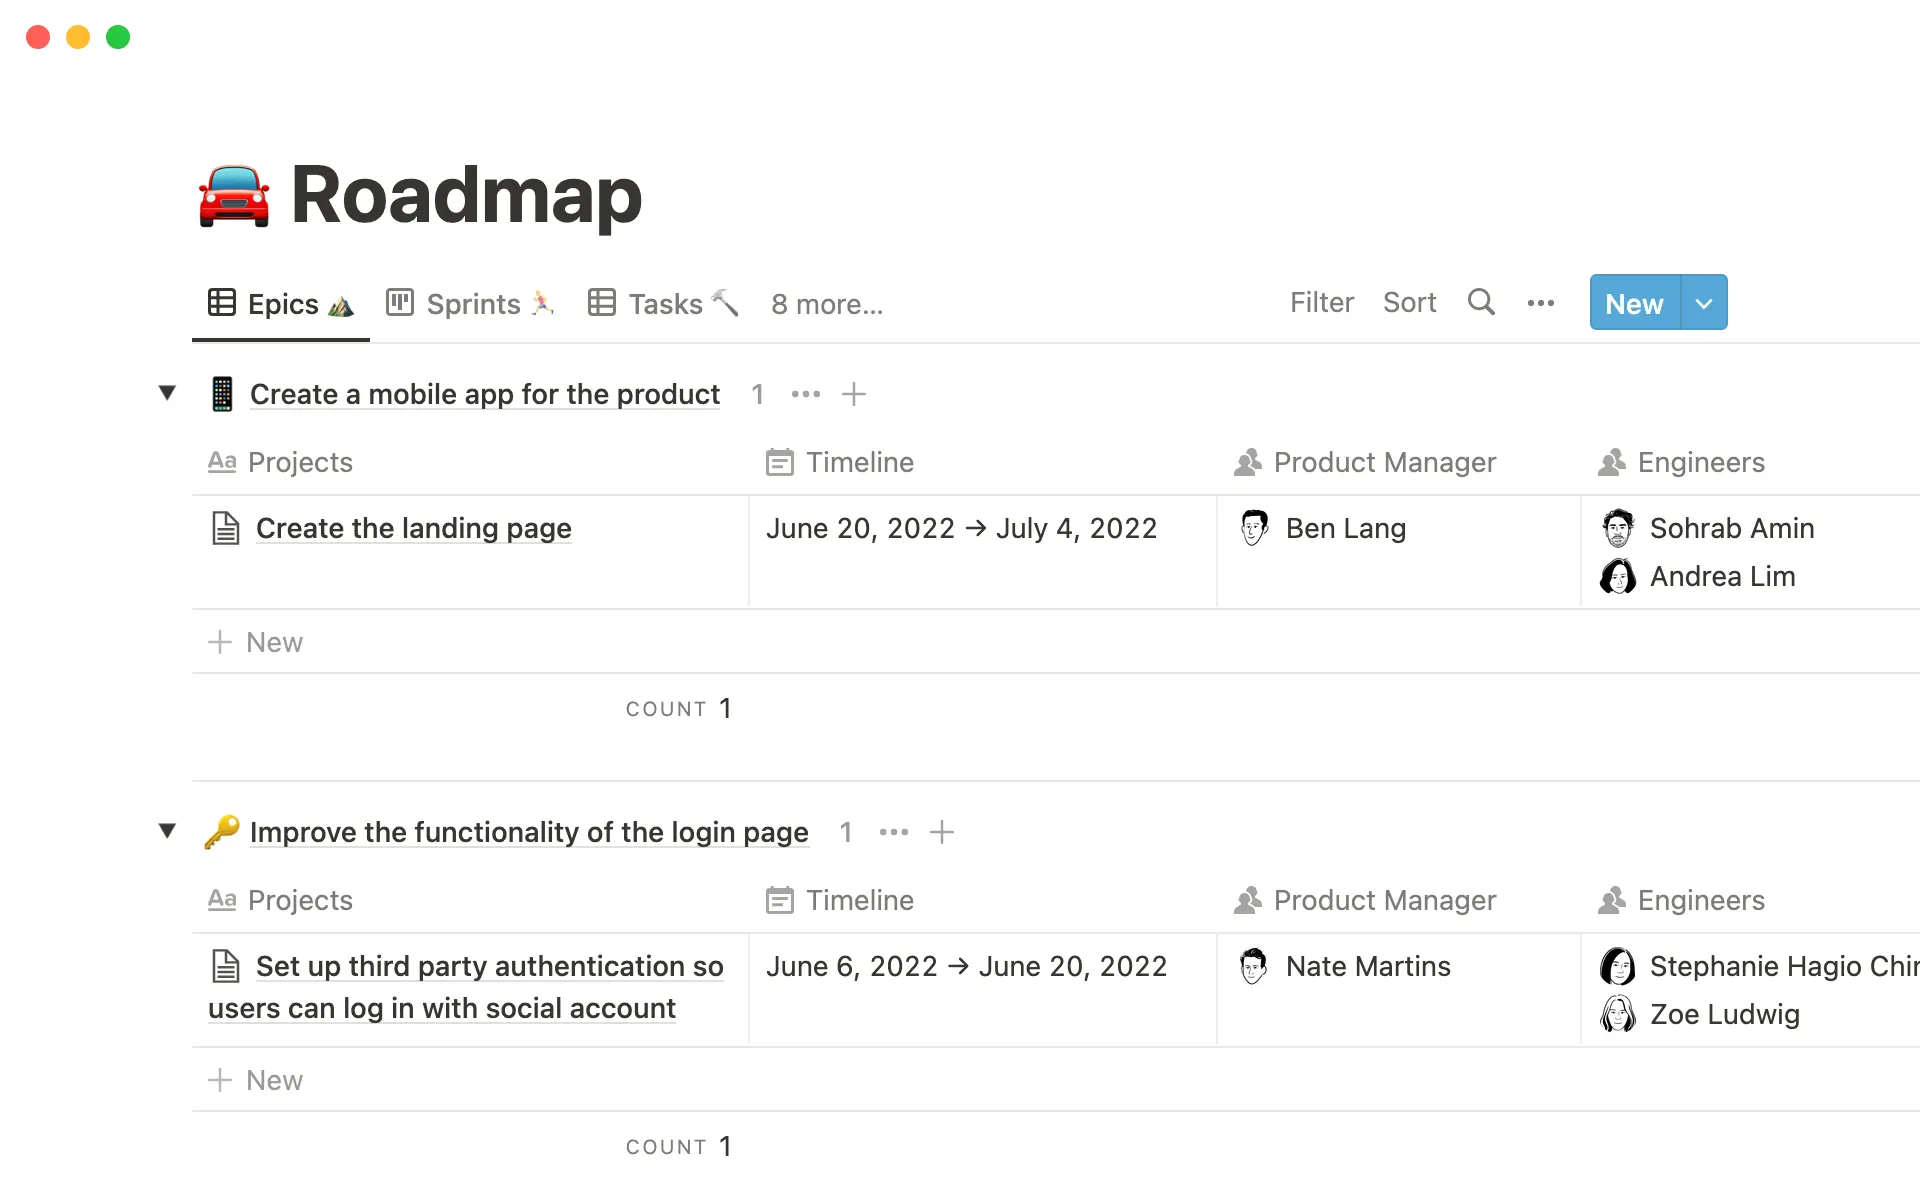 Roadmap
Epics Sprints Tasks 8 more... Filter Sort New
Create a mobile app for the product 1
Aa Projects Timeline Product Manager Engineers
Create the landing page June 20, 2022 → July 4, 2022 Ben Lang Sohrab Amin
Andrea Lim
New
COUNT 1
Improve the functionality of the login page 1
Aa Projects Timeline Product Manager Engineers
Set up third party authentication so June 6, 2022 → June 20, 2022 Nate Martins Stephanie Hagio
users can log in with social account Zoe Ludwig
New
COUNT 1